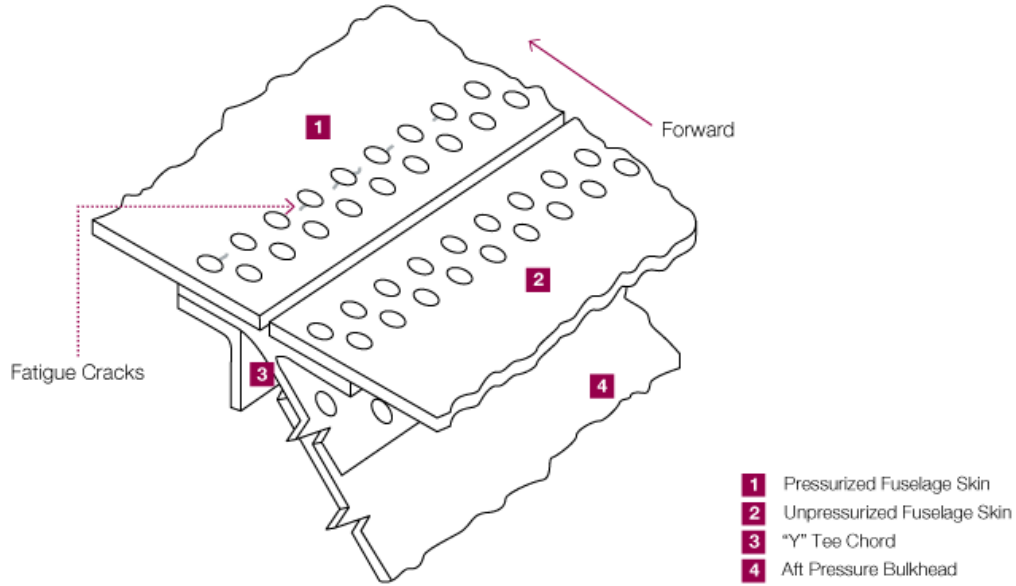 1
Forward
2
Fatigue Cracks
3
4
1 Pressurized Fuselage Skin
2 Unpressurized Fuselage Skin
3 “Y” Tee Chord
4 Aft Pressure Bulkhead